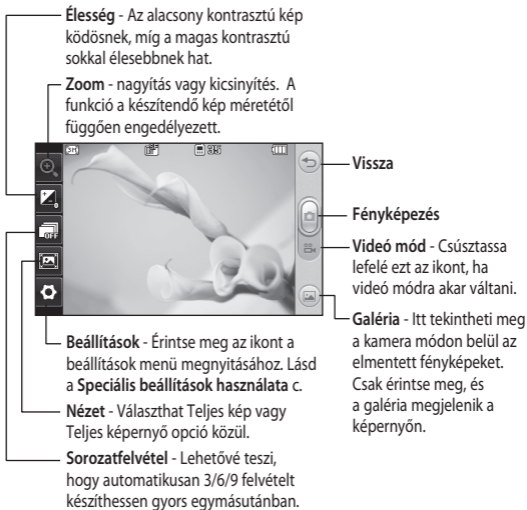 Élesség - Az alacsony kontrasztú kép
ködösnek, míg a magas kontrasztú
sokkal élesebbnek hat.
Zoom - nagyítás vagy kicsinyítés. A
funkció a készítendő kép méretétől
függően engedélyezett.
Vissza
Fényképezés
Videó mód - Csúsztassa
lefelé ezt az ikont, ha
videó módra akar váltani.
Galéria - Itt tekintheti meg
a kamera módon belül az
elmentett fényképeket.
Csak érintse meg, és
a galéria megjelenik a
képernyőn.
Beállítások - Érintse meg az ikont a
beállítások menü megnyitásához. Lásd
a Speciális beállítások használata c.
Nézet - Választhat Teljes kép vagy
Teljes képernyő opció közül.
Sorozatfelvétel - Lehetővé teszi,
hogy automatikusan 3/6/9 felvételt
készíthessen gyors egymásutánban.
3M
35
0
OFF